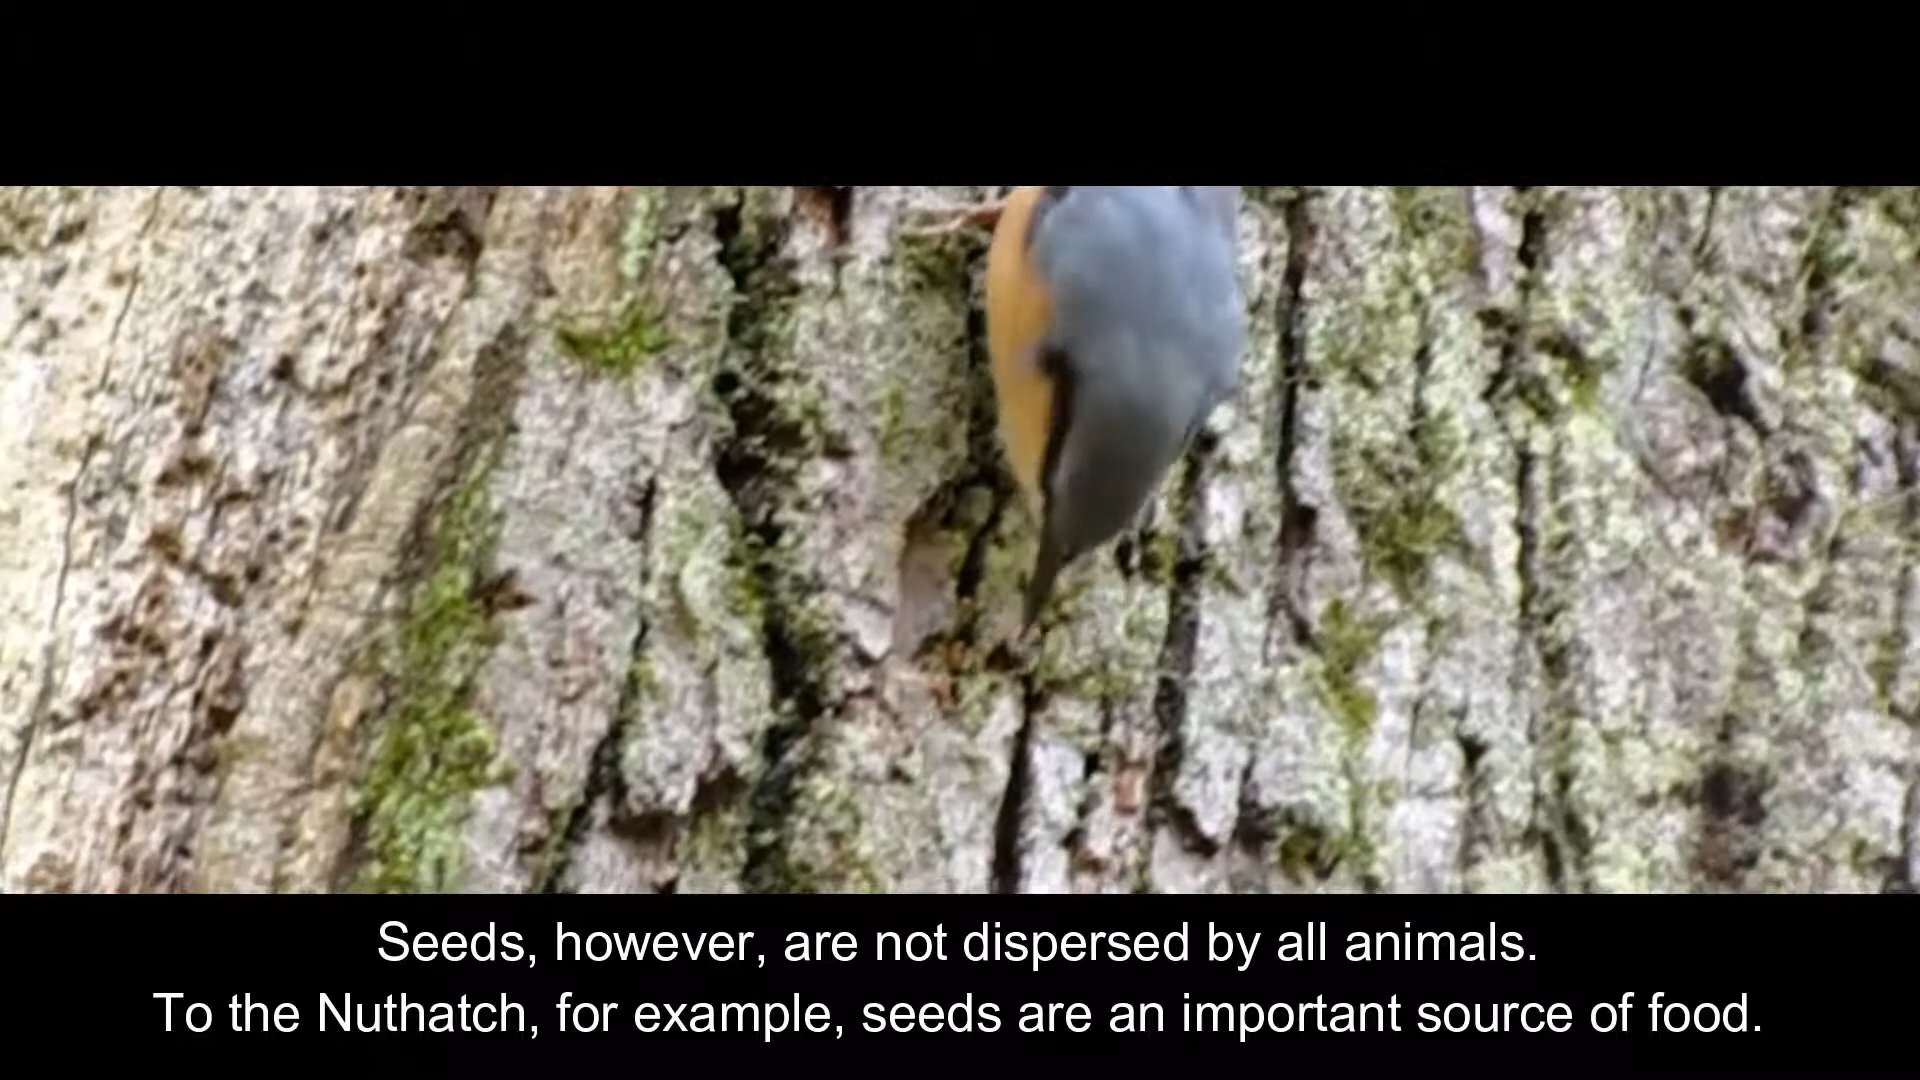 Seeds, however, are not dispersed by all animals.
To the Nuthatch, for example, seeds are an important source of food.